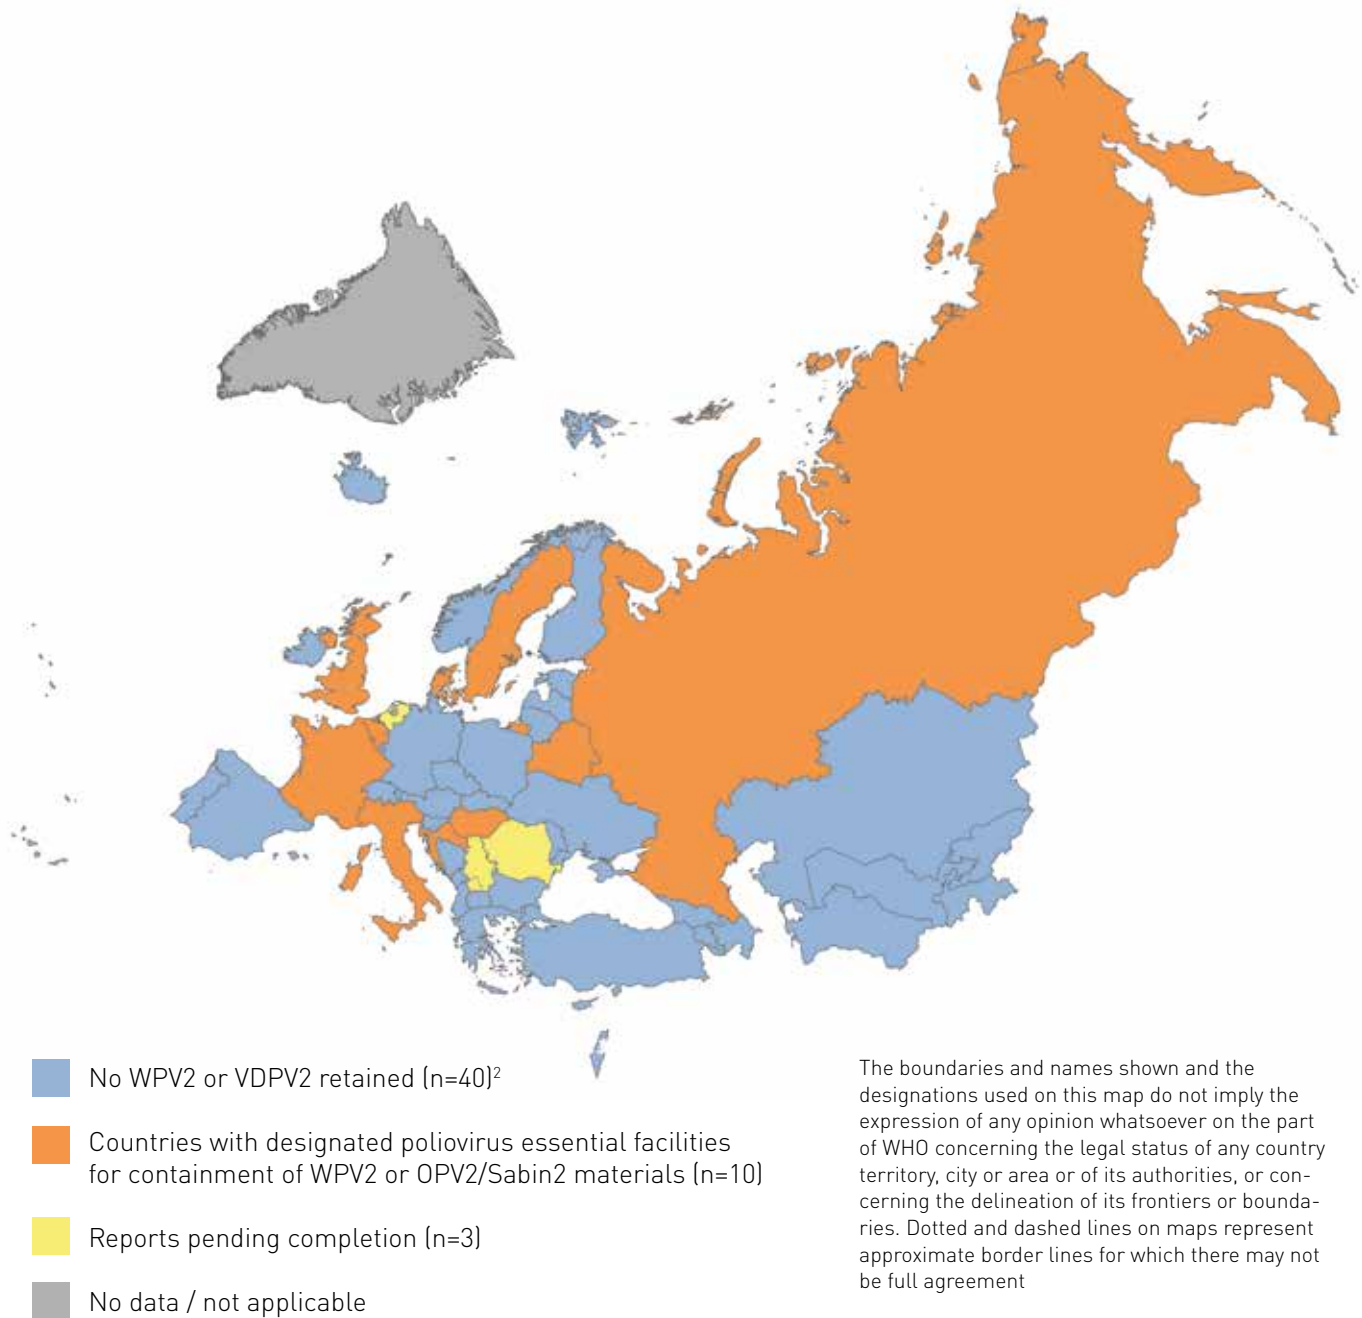 No WPV2 or VDPV2 retained (n=40)²
Countries with designated poliovirus essential facilities
for containment of WPV2 or OPV2/Sabin2 materials (n=10)
Reports pending completion (n=3)
No data / not applicable
The boundaries and names shown and the
designations used on this map do not imply the
expression of any opinion whatsoever on the part
of WHO concerning the legal status of any country
territory, city or area or of its authorities, or con-
cerning the delineation of its frontiers or bounda-
ries. Dotted and dashed lines on maps represent
approximate border lines for which there may not
be full agreement